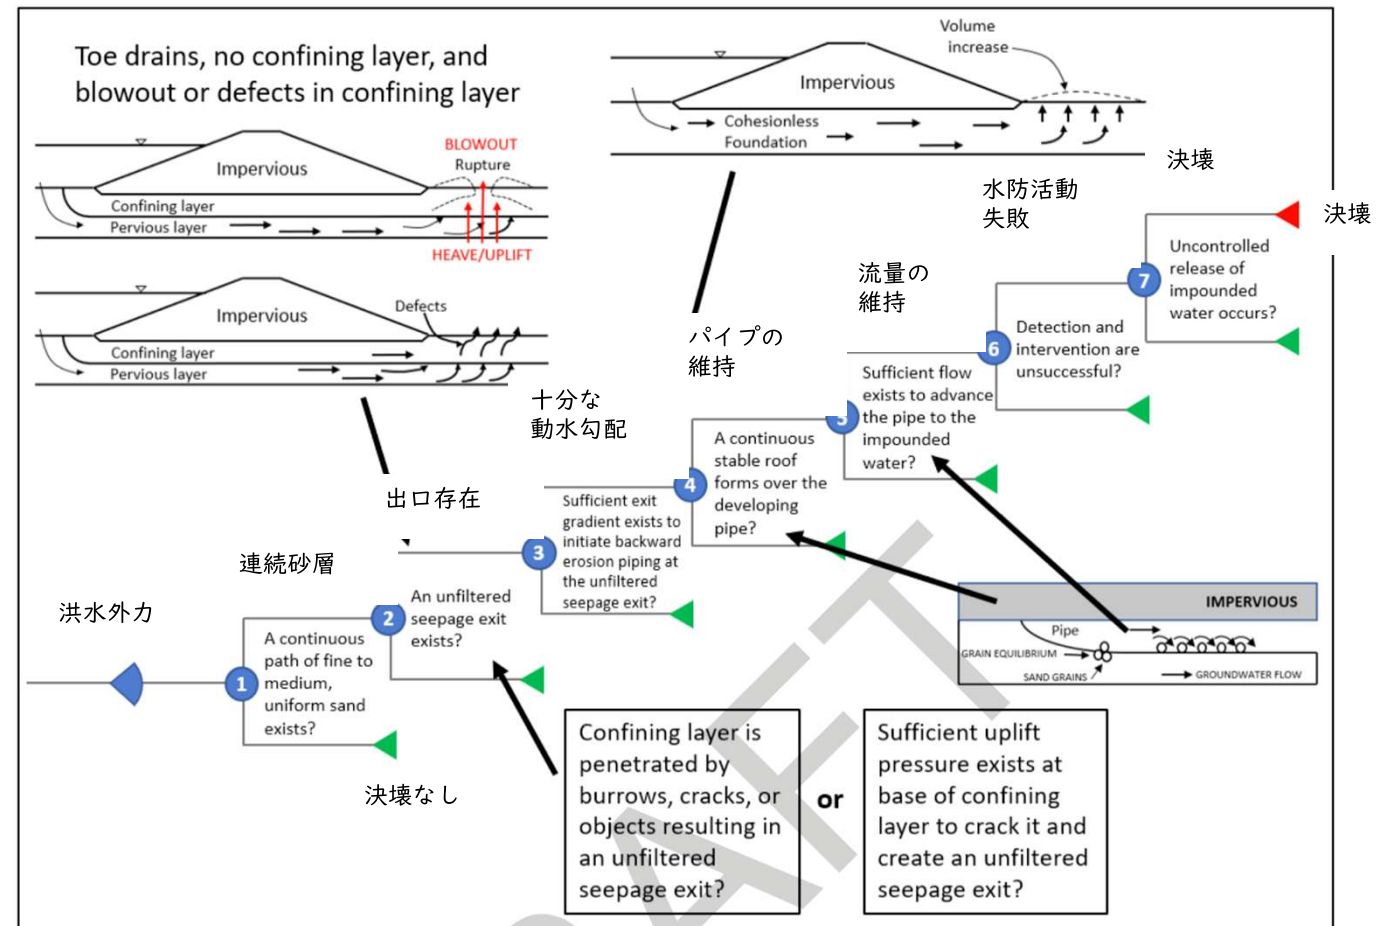 Toe drains, no confining layer, and
blowout or defects in confining layer
Impervious
BLOWOUT
Rupture
Confining layer
Pervious layer
HEAVE/UPLIFT
Impervious
Defects
Confining layer
Pervious layer
Volume
increase
Impervious
Cohesionless
Foundation
決壊
水防活動
失敗
決壊
7
Uncontrolled
release of
impounded
water occurs?
流量の
維持
6
Detection and
intervention are
unsuccessful?
パイプの
維持
5
Sufficient flow
exists to advance
the pipe to the
impounded
water?
十分な
動水勾配
4
A continuous
stable roof
forms over the
developing
pipe?
出口存在
3
Sufficient exit
gradient exists to
initiate backward
erosion piping at
the unfiltered
seepage exit?
連続砂層
2
An unfiltered
seepage exit
exists?
洪水外力
1
A continuous
path of fine to
medium,
uniform sand
exists?
決壊なし
IMPERVIOUS
Pipe
GRAIN EQUILIBRIUM
SAND GRAINS
GROUNDWATER FLOW
Confining layer is
penetrated by
burrows, cracks, or
objects resulting in
an unfiltered
seepage exit?
or
Sufficient uplift
pressure exists at
base of confining
layer to crack it and
create an unfiltered
seepage exit?
DRAFT